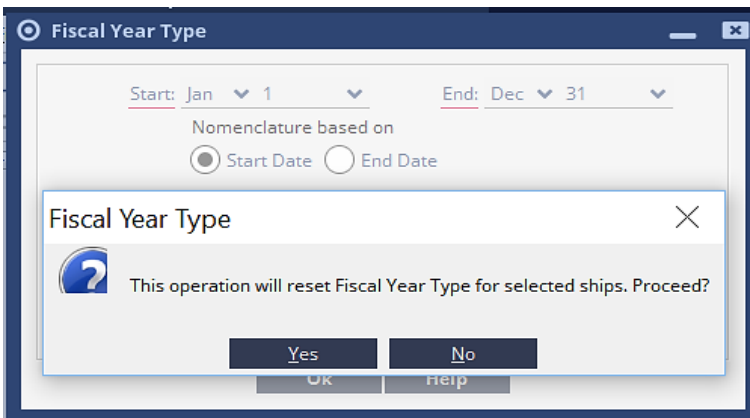 Fiscal Year Type
Start: Jan 1 End: Dec 31
Nomenclature based on
Start Date End Date
Fiscal Year Type
?
This operation will reset Fiscal Year Type for selected ships. Proceed?
Yes No
Ok Help